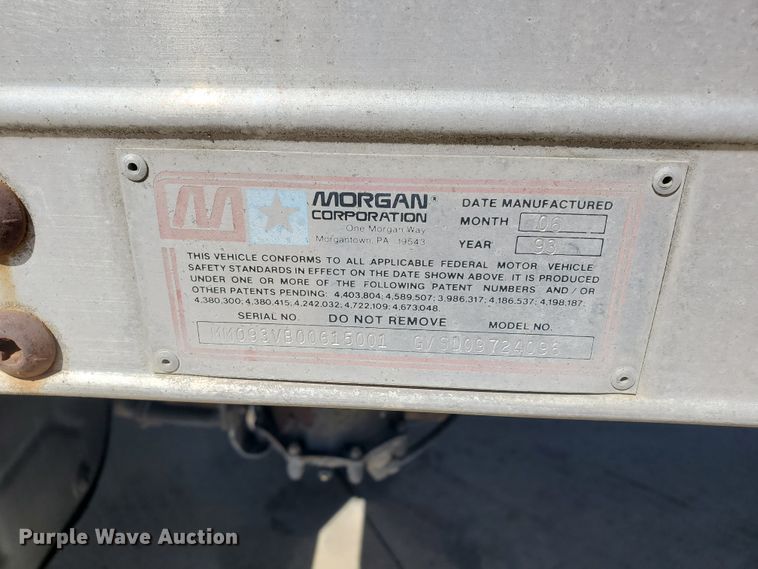 MORGAN®
CORPORATION
One Morgan Way
Morgantown, PA 19543
DATE MANUFACTURED
MONTH 06
YEAR 93
THIS VEHICLE CONFORMS TO ALL APPLICABLE FEDERAL MOTOR VEHICLE
SAFETY STANDARDS IN EFFECT ON THE DATE SHOWN ABOVE. IT IS PRODUCED
UNDER ONE OR MORE OF THE FOLLOWING PATENT NUMBERS AND/OR
OTHER PATENTS PENDING: 4,403,804; 4,589,507; 3,986,317; 4,186,537; 4,198,187;
4,380,300; 4,380,415; 4,242,032; 4,722,109; 4,673,048.
SERIAL NO. DO NOT REMOVE MODEL NO.
MM093VB00615001 GVSD09724096
Purple Wave Auction